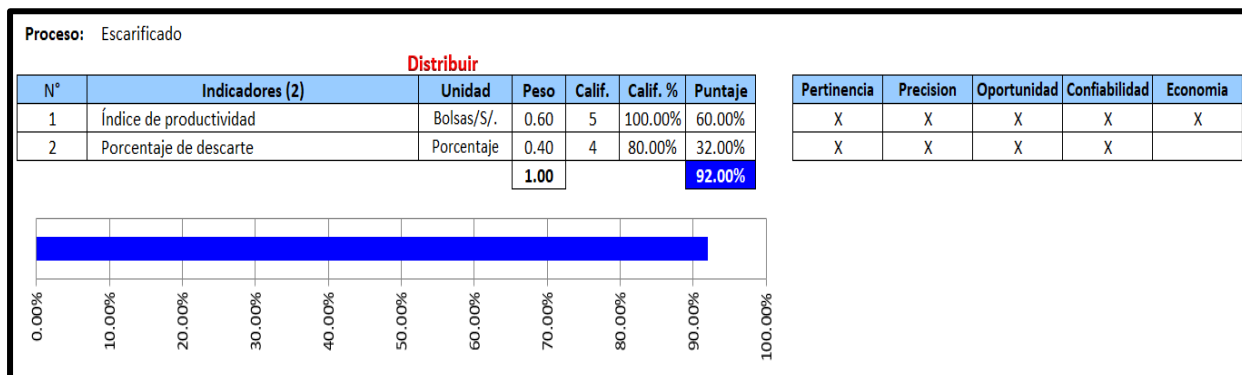 Proceso: Escarificado
Distribuir
N° Indicadores (2) Unidad Peso Calif. Calif. % Puntaje Pertinencia Precision Oportunidad Confiabilidad Economia
1 Índice de productividad Bolsas/S/. 0.60 5 100.00% 60.00% X X X X X
2 Porcentaje de descarte Porcentaje 0.40 4 80.00% 32.00% X X X X
1.00 92.00%
0.00% 10.00% 20.00% 30.00% 40.00% 50.00% 60.00% 70.00% 80.00% 90.00% 100.00%